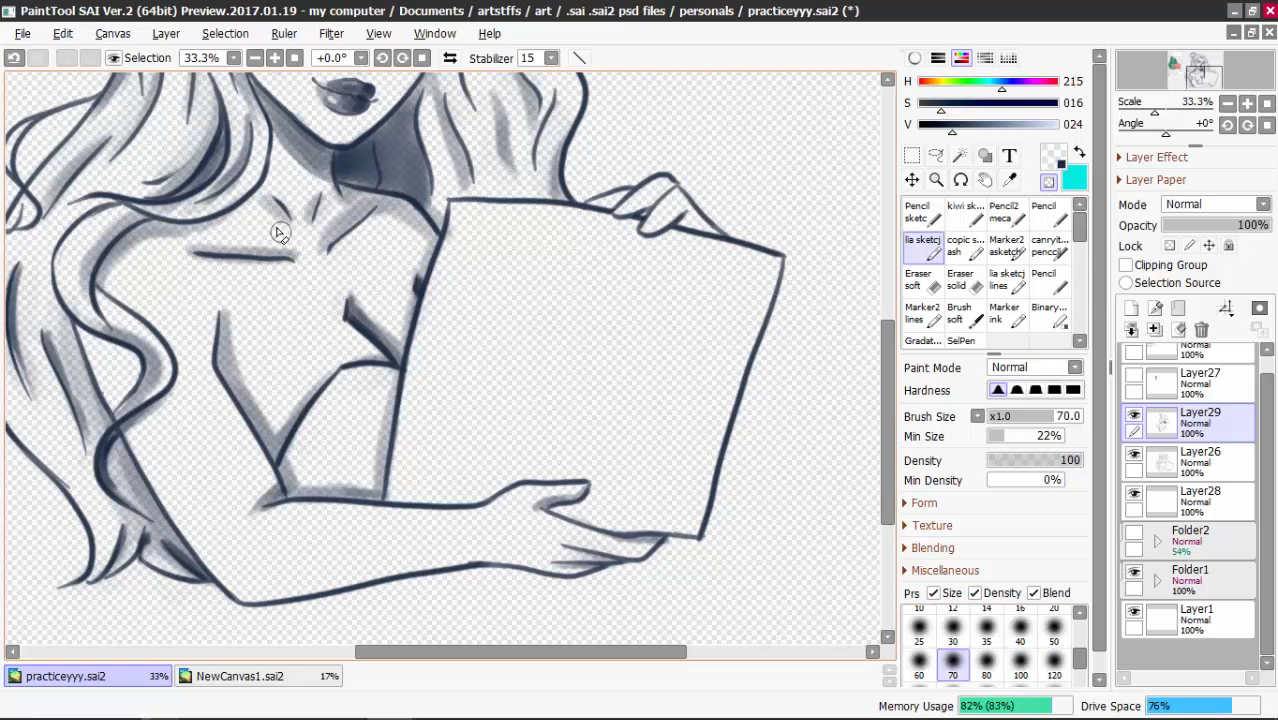 PaintTool SAI Ver.2 (64bit) Preview.2017.01.19 - my computer / Documents / artstffs / art / .sai .sai2 psd files / personals / practiceyyy.sai2 (*)
File Edit Canvas Layer Selection Ruler Filter View Window Help
Selection 33.3% +0.0° Stabilizer 15
H 215
S 016
V 024
T
Pencil sketc
kiwi sk...
Pencil2 meca
Pencil
lia sketcj
copic s... ash
Marker2 asketch
canryit... penccil
Eraser soft
Eraser solid
lia sketcj lines
Pencil
Marker2 lines
Brush soft
Marker ink
Binary...
Gradat...
SelPen
Paint Mode Normal
Hardness
Brush Size x1.0 70.0
Min Size 22%
Density 100
Min Density 0%
Form
Texture
Blending
Miscellaneous
Prs Size Density Blend
10 12 14 16 20
25 30 35 40 50
60 70 80 100 120
Scale 33.3%
Angle +0°
Layer Effect
Layer Paper
Mode Normal
Opacity 100%
Lock
Clipping Group
Selection Source
Normal
100%
Layer27
Normal
100%
Layer29
Normal
100%
Layer26
Normal
100%
Layer28
Normal
100%
Folder2
Normal
54%
Folder1
Normal
100%
Layer1
Normal
100%
practiceyyy.sai2 33%
NewCanvas1.sai2 17%
Memory Usage 82% (83%) Drive Space 76%